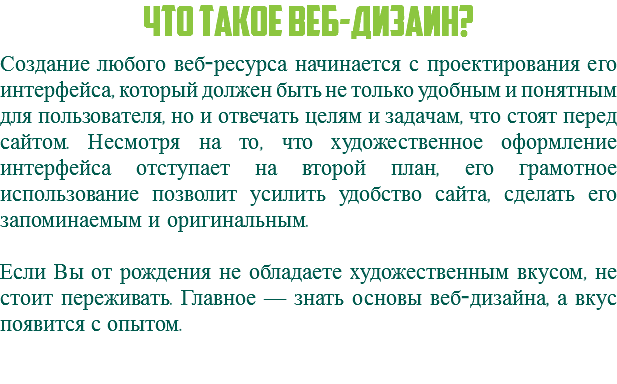 ЧТО ТАКОЕ ВЕБ-ДИЗАИН?
Создание любого веб-ресурса начинается с проектирования его
интерфейса, который должен быть не только удобным и понятным
для пользователя, но и отвечать целям и задачам, что стоят перед
сайтом. Несмотря на то, что художественное оформление
интерфейса отступает на второй план, его грамотное
использование позволит усилить удобство сайта, сделать его
запоминаемым и оригинальным.
Если Вы от рождения не обладаете художественным вкусом, не
стоит переживать. Главное — знать основы веб-дизайна, а вкус
появится с опытом.